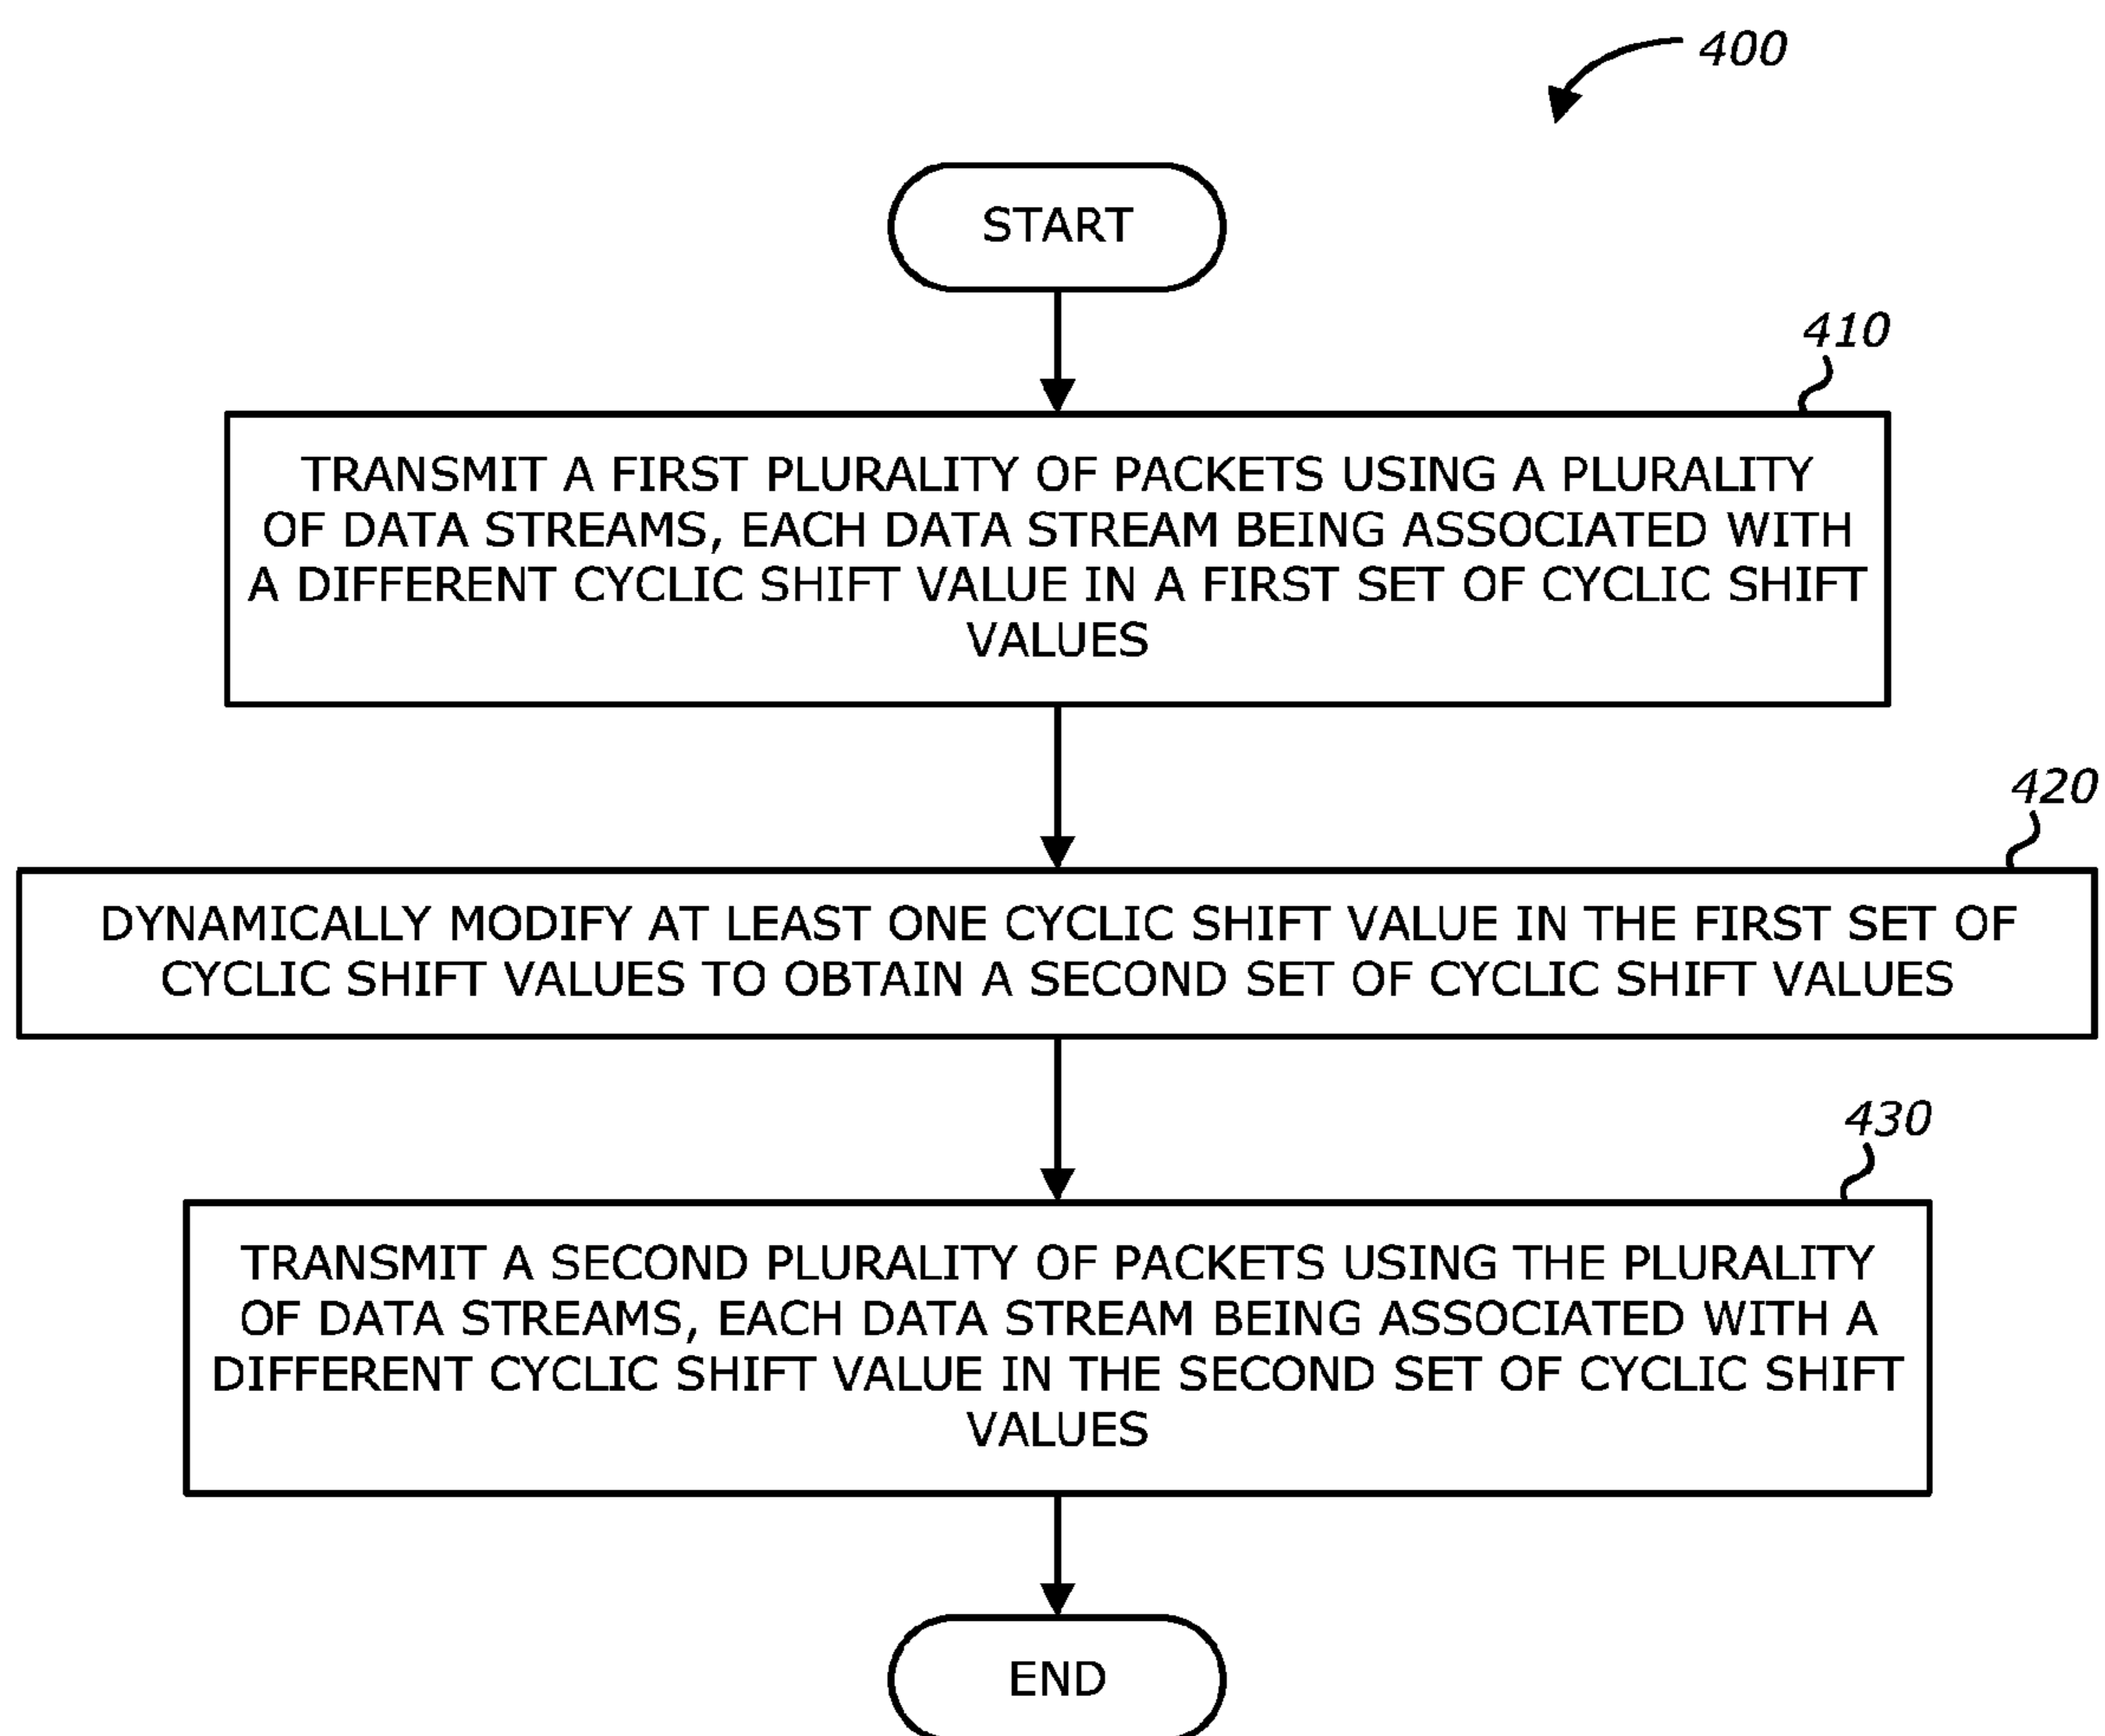 400
START
410
TRANSMIT A FIRST PLURALITY OF PACKETS USING A PLURALITY
OF DATA STREAMS, EACH DATA STREAM BEING ASSOCIATED WITH
A DIFFERENT CYCLIC SHIFT VALUE IN A FIRST SET OF CYCLIC SHIFT
VALUES
420
DYNAMICALLY MODIFY AT LEAST ONE CYCLIC SHIFT VALUE IN THE FIRST SET OF
CYCLIC SHIFT VALUES TO OBTAIN A SECOND SET OF CYCLIC SHIFT VALUES
430
TRANSMIT A SECOND PLURALITY OF PACKETS USING THE PLURALITY
OF DATA STREAMS, EACH DATA STREAM BEING ASSOCIATED WITH A
DIFFERENT CYCLIC SHIFT VALUE IN THE SECOND SET OF CYCLIC SHIFT
VALUES
END